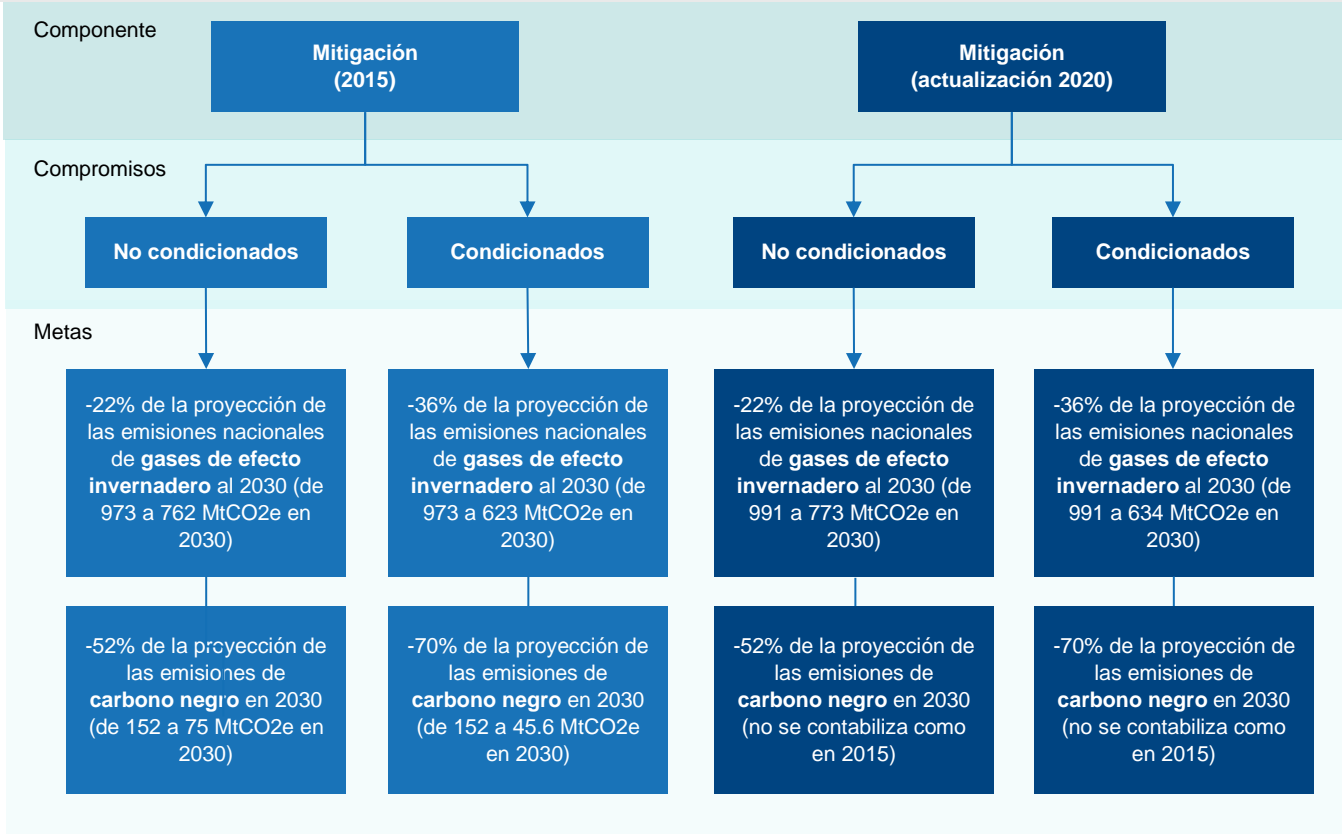 Componente
Mitigación
(2015)
Mitigación
(actualización 2020)
Compromisos
No condicionados
Condicionados
No condicionados
Condicionados
Metas
-22% de la proyección de
las emisiones nacionales
de gases de efecto
invernadero al 2030 (de
973 a 762 MtCO2e en
2030)
-36% de la proyección de
las emisiones nacionales
de gases de efecto
invernadero al 2030 (de
973 a 623 MtCO2e en
2030)
-22% de la proyección de
las emisiones nacionales
de gases de efecto
invernadero al 2030 (de
991 a 773 MtCO2e en
2030)
-36% de la proyección de
las emisiones nacionales
de gases de efecto
invernadero al 2030 (de
991 a 634 MtCO2e en
2030)
-52% de la proyección de
las emisiones de
carbono negro en 2030
(de 152 a 75 MtCO2e en
2030)
-70% de la proyección de
las emisiones de
carbono negro en 2030
(de 152 a 45.6 MtCO2e
en 2030)
-52% de la proyección de
las emisiones de
carbono negro en 2030
(no se contabiliza como
en 2015)
-70% de la proyección de
las emisiones de
carbono negro en 2030
(no se contabiliza como
en 2015)